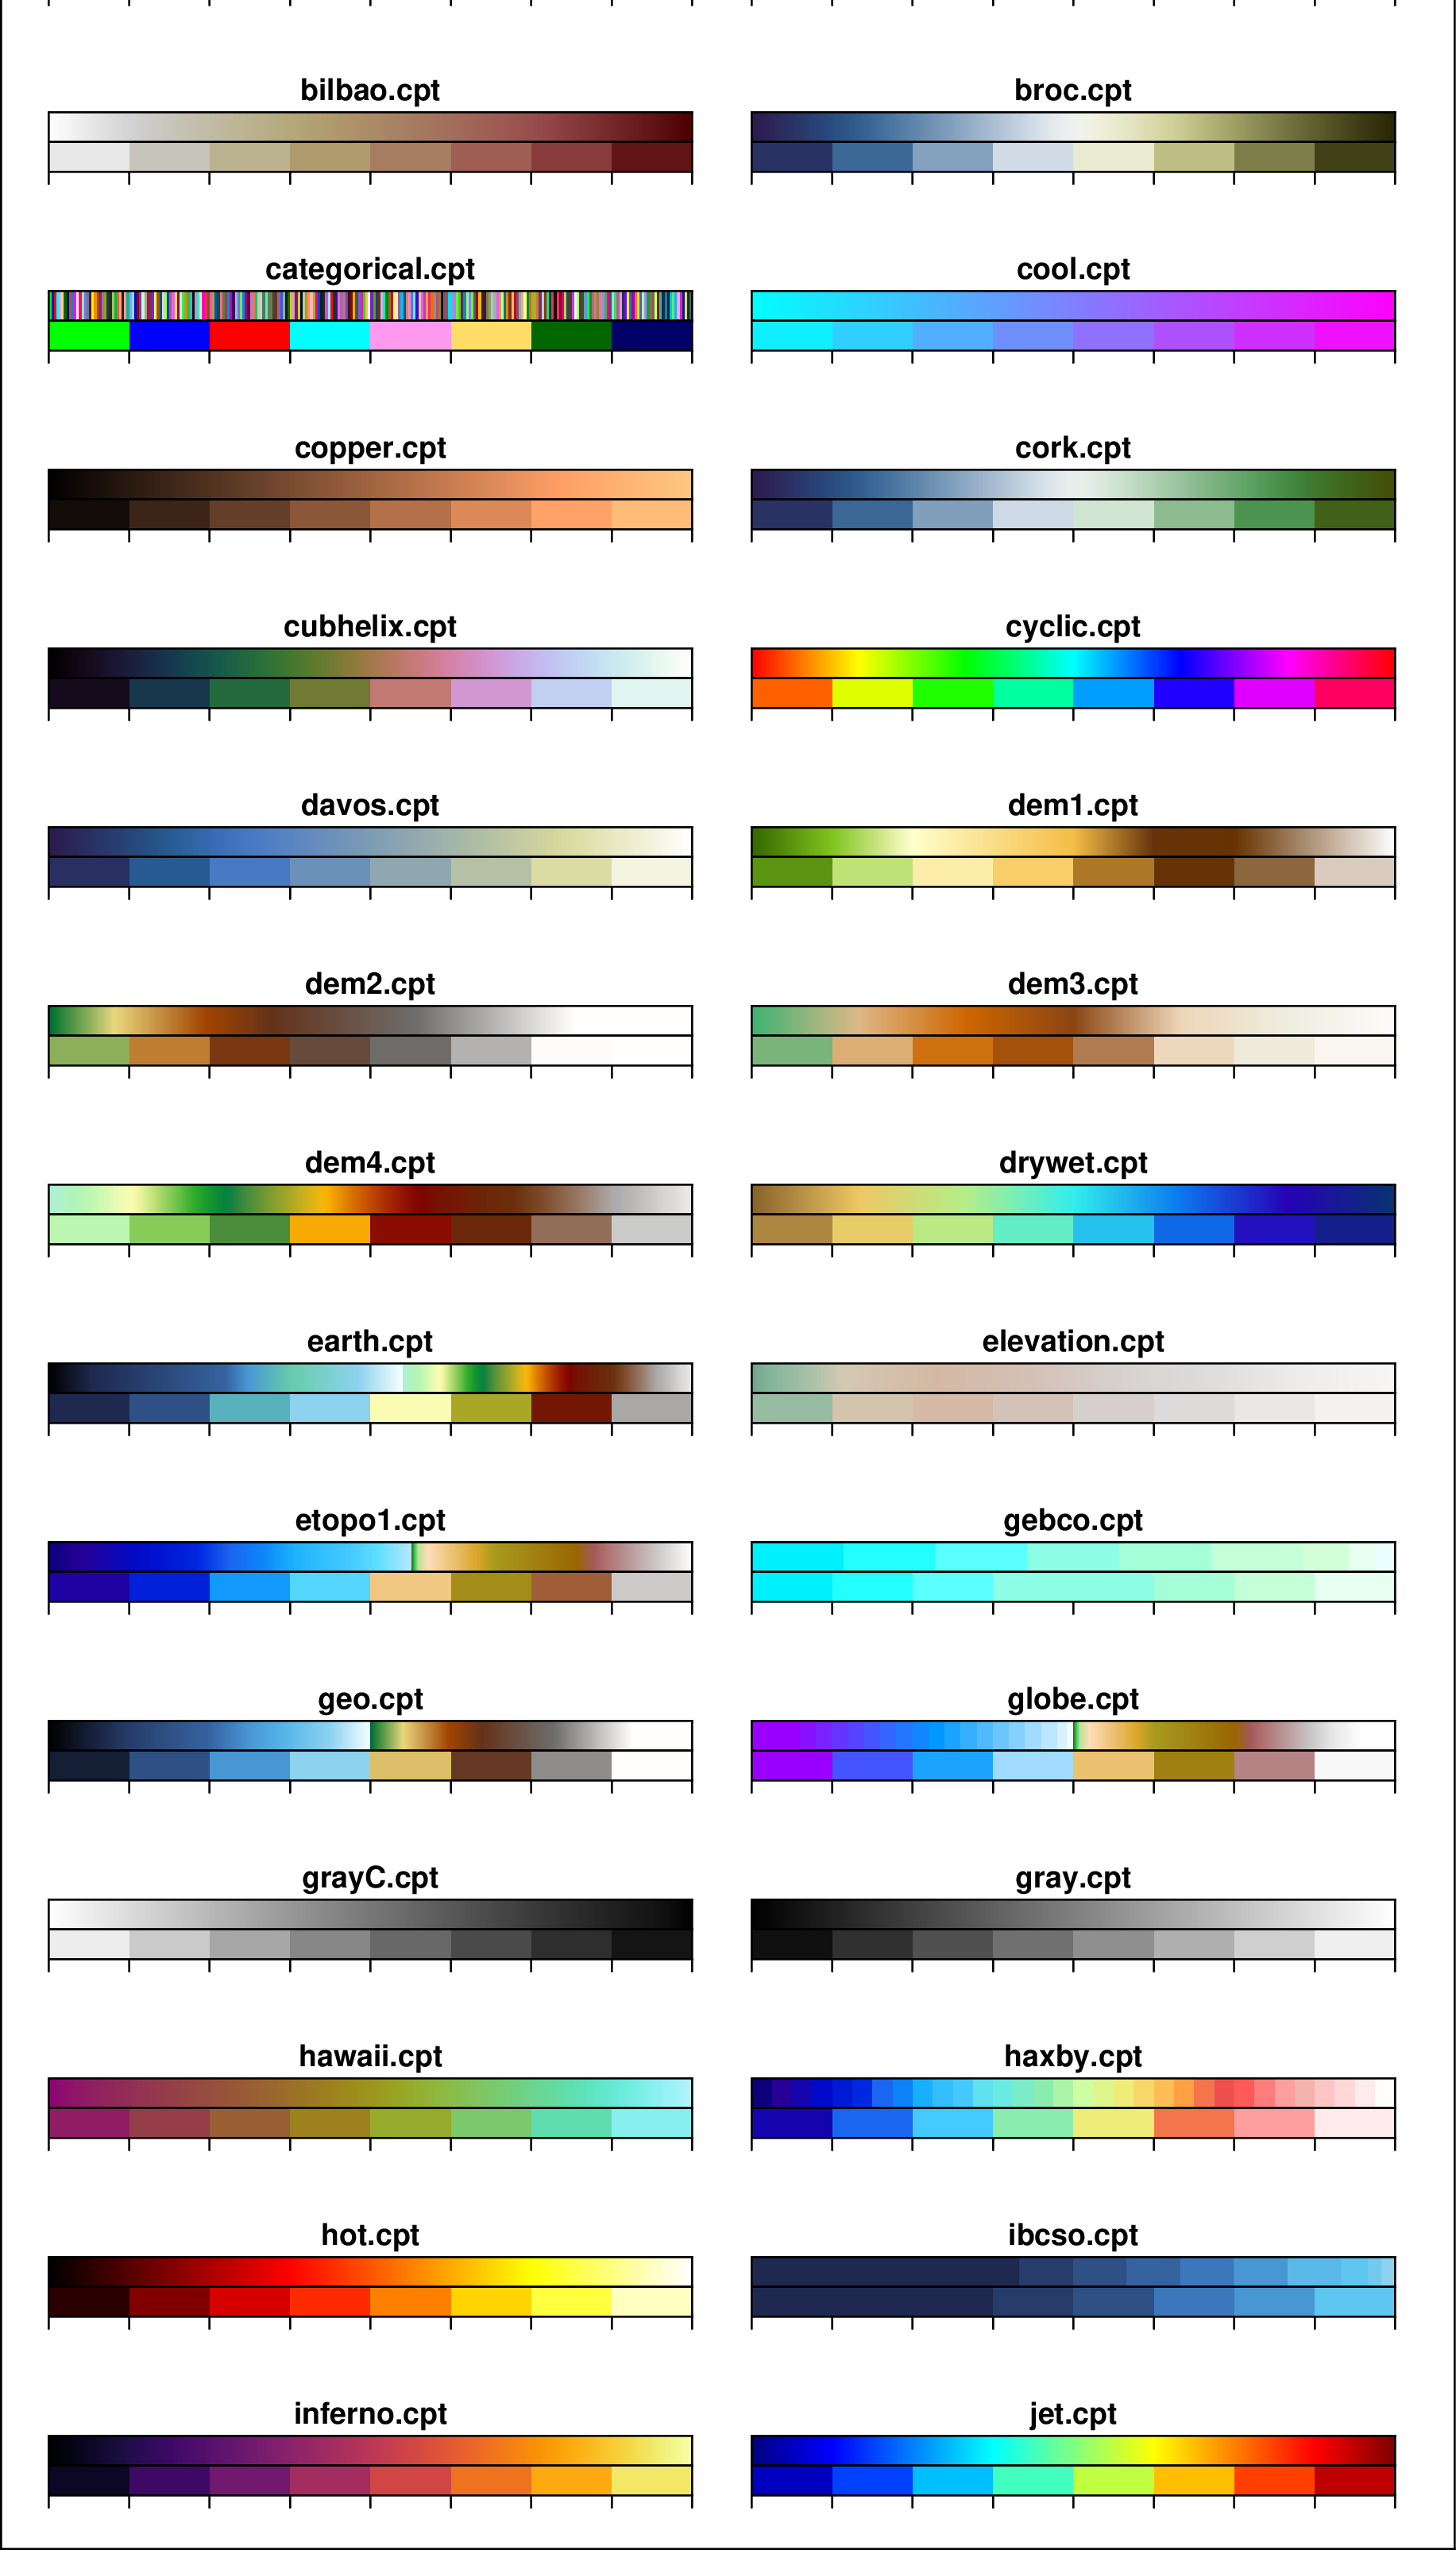 bilbao.cpt
broc.cpt
categorical.cpt
cool.cpt
copper.cpt
cork.cpt
cubhelix.cpt
cyclic.cpt
davos.cpt
dem1.cpt
dem2.cpt
dem3.cpt
dem4.cpt
drywet.cpt
earth.cpt
elevation.cpt
etopo1.cpt
gebco.cpt
geo.cpt
globe.cpt
grayC.cpt
gray.cpt
hawaii.cpt
haxby.cpt
hot.cpt
ibcso.cpt
inferno.cpt
jet.cpt